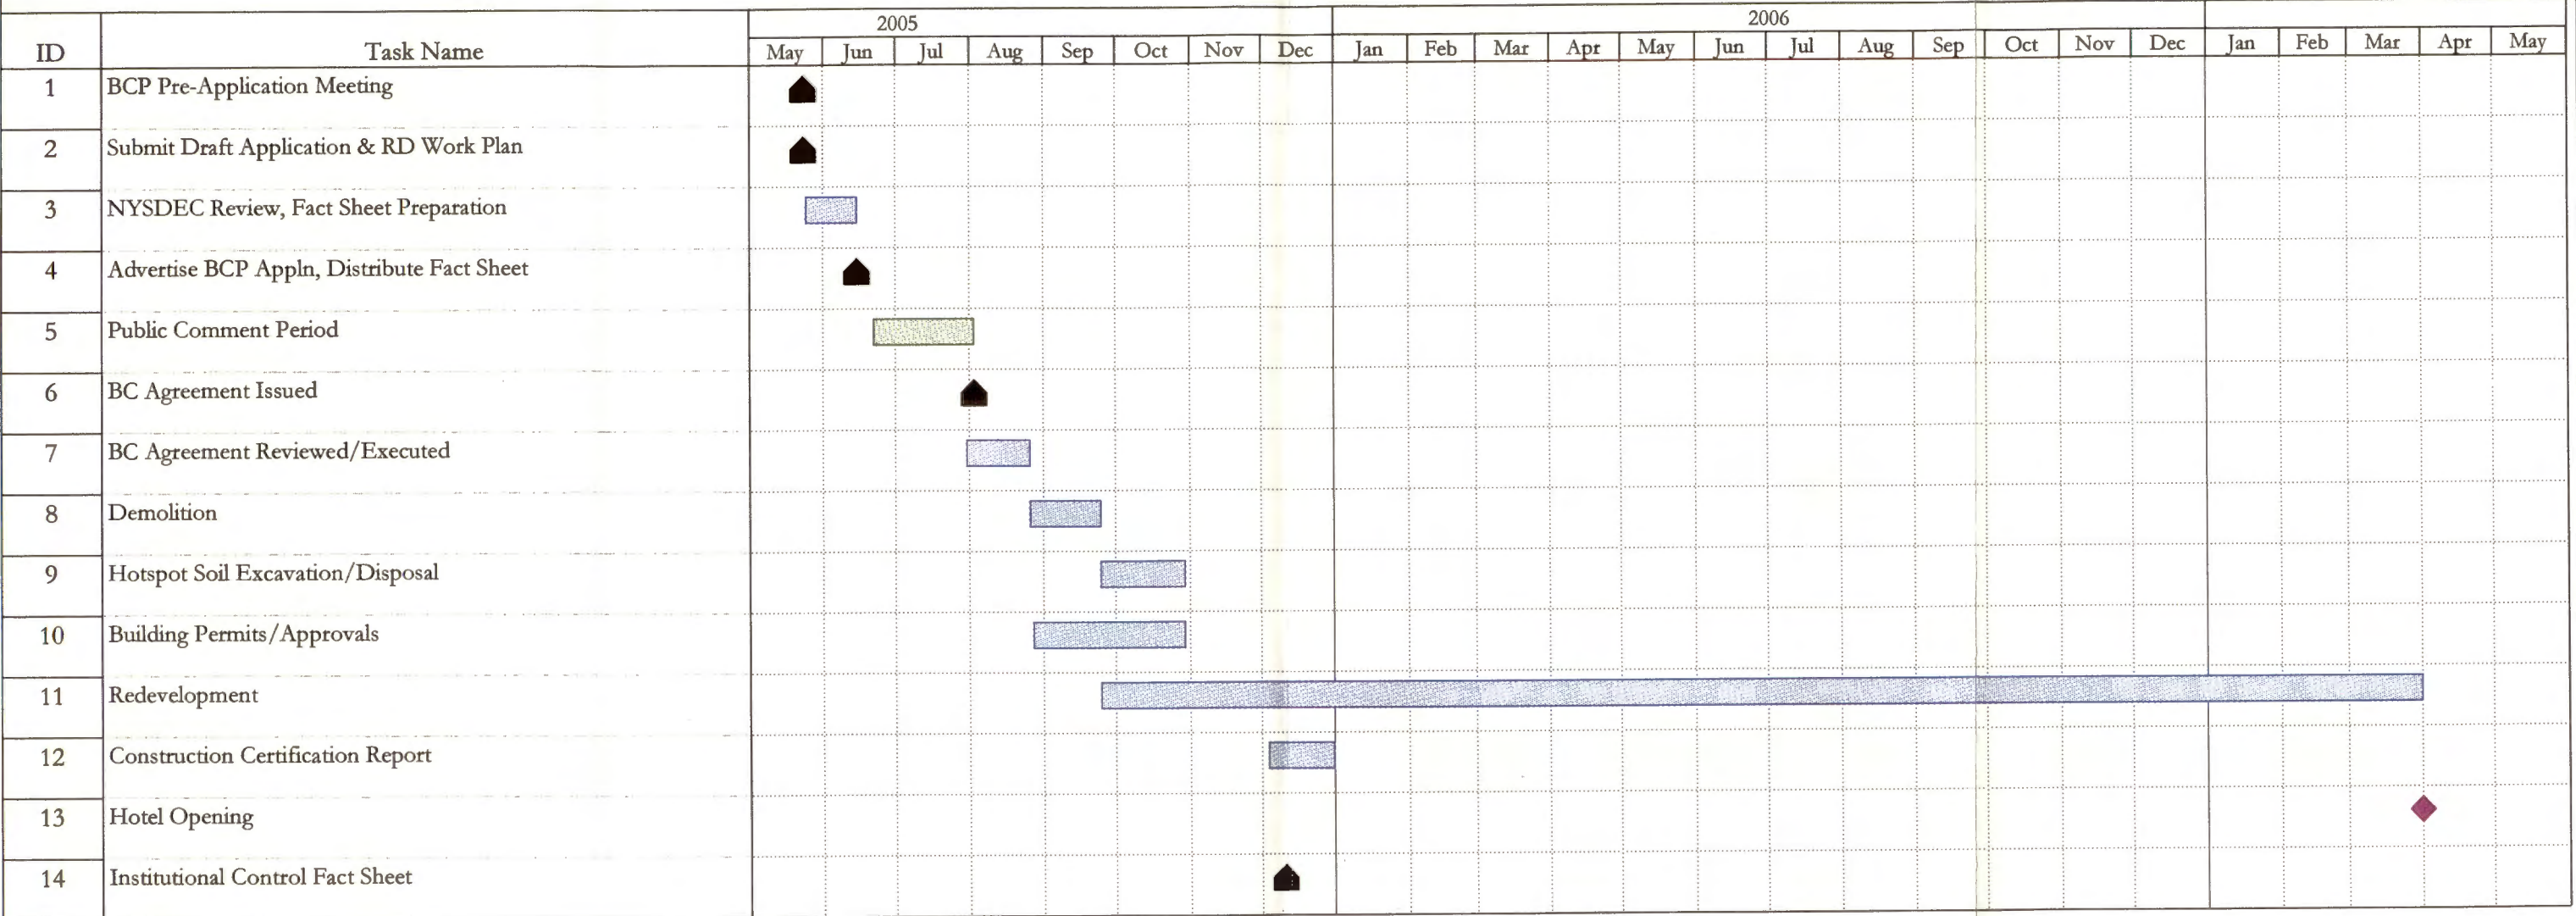 2005 2006
ID Task Name May Jun Jul Aug Sep Oct Nov Dec Jan Feb Mar Apr May Jun Jul Aug Sep Oct Nov Dec Jan Feb Mar Apr May
1 BCP Pre-Application Meeting
2 Submit Draft Application & RD Work Plan
3 NYSDEC Review, Fact Sheet Preparation
4 Advertise BCP Appln, Distribute Fact Sheet
5 Public Comment Period
6 BC Agreement Issued
7 BC Agreement Reviewed/Executed
8 Demolition
9 Hotspot Soil Excavation/Disposal
10 Building Permits/Approvals
11 Redevelopment
12 Construction Certification Report
13 Hotel Opening
14 Institutional Control Fact Sheet